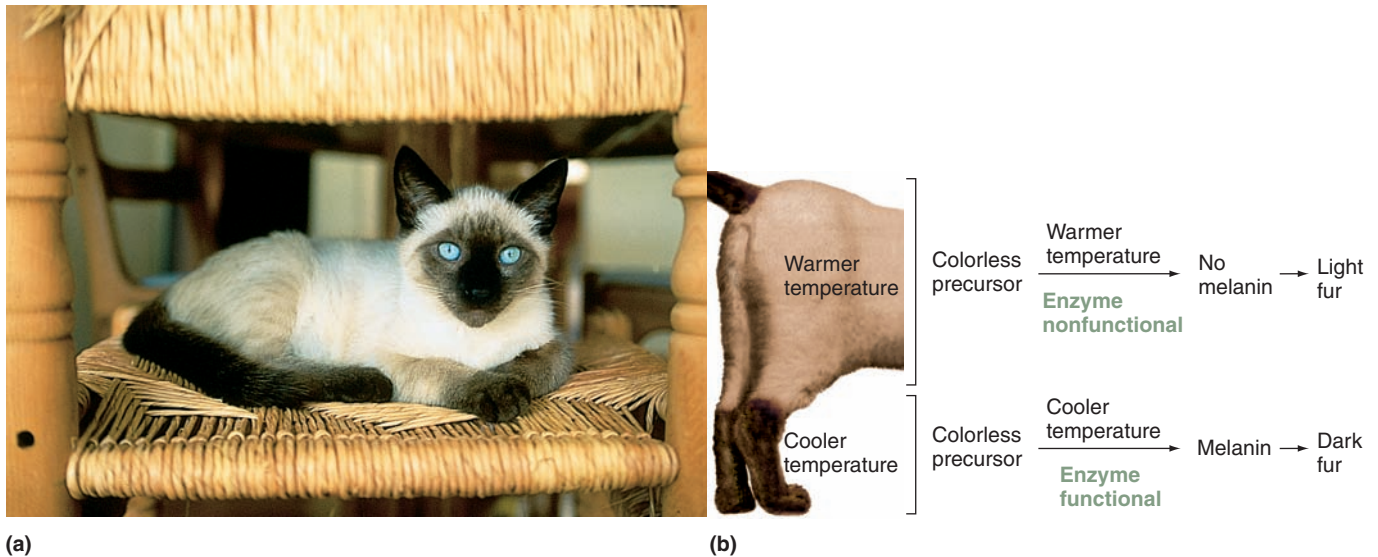 Warmer
temperature
Colorless
precursor
Warmer
temperature
Enzyme
nonfunctional
No
melanin
Light
fur
Cooler
temperature
Colorless
precursor
Cooler
temperature
Enzyme
functional
Melanin
Dark
fur
(a)
(b)